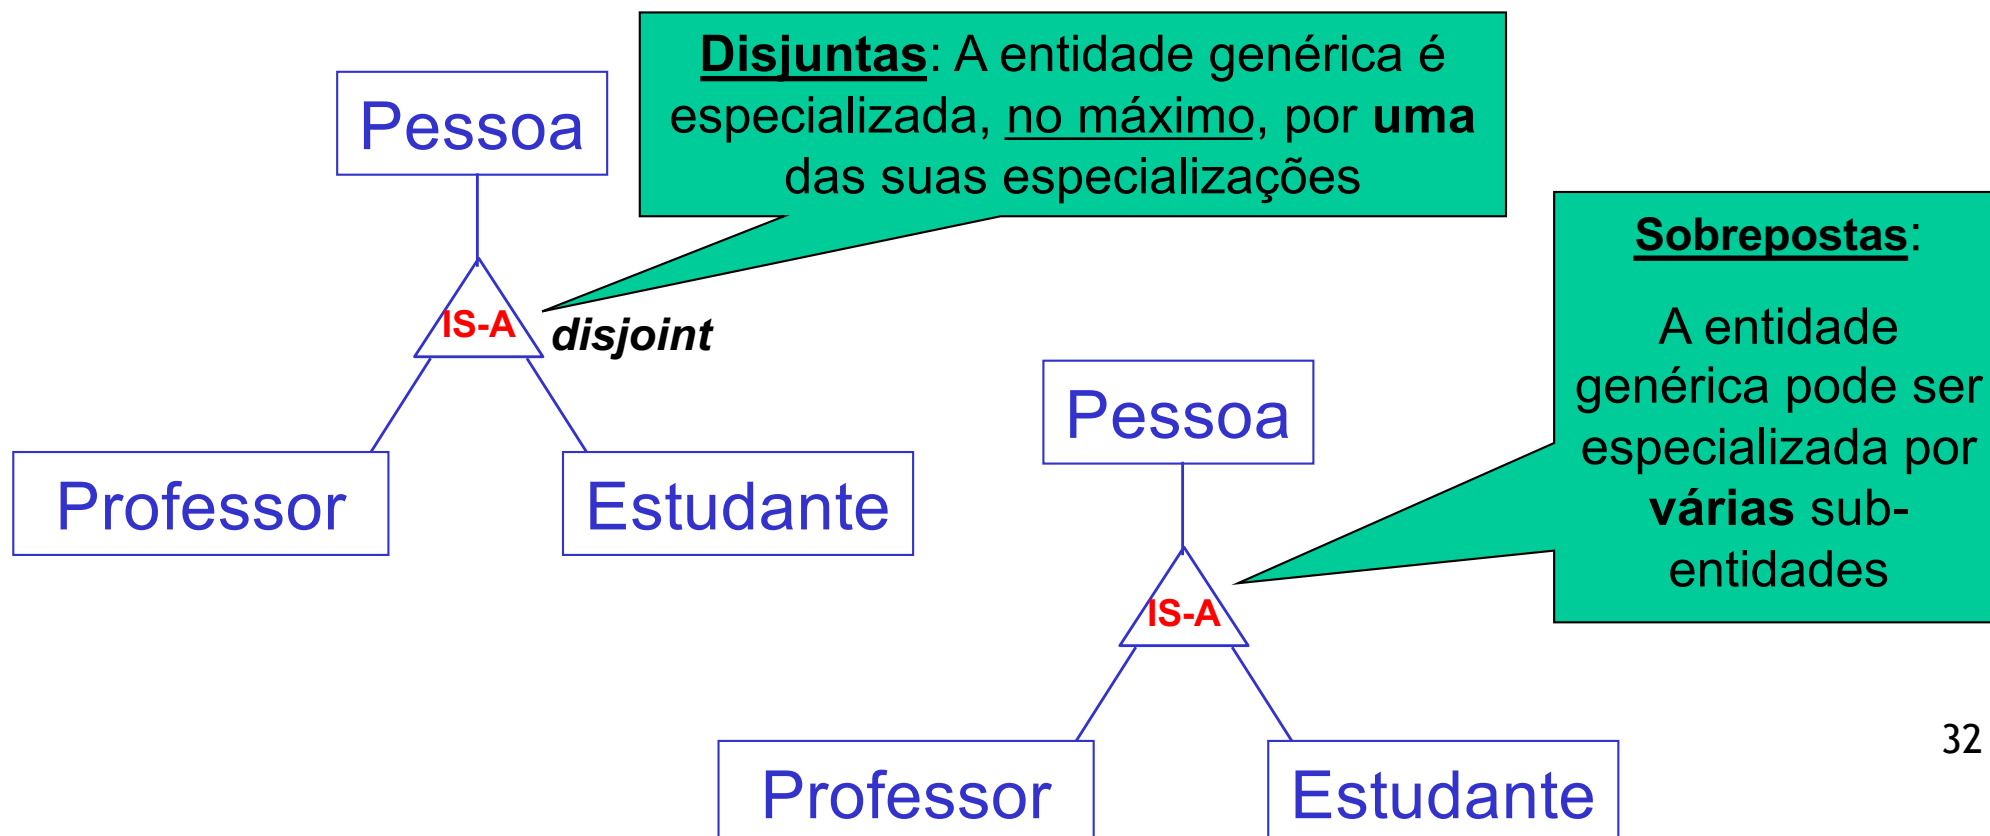 Disjuntas: A entidade genérica é
especializada, no máximo, por uma
das suas especializações
Pessoa
IS-A
disjoint
Professor
Estudante
Sobrepostas:
A entidade
genérica pode ser
especializada por
várias sub-
entidades
Pessoa
IS-A
Professor
Estudante
32